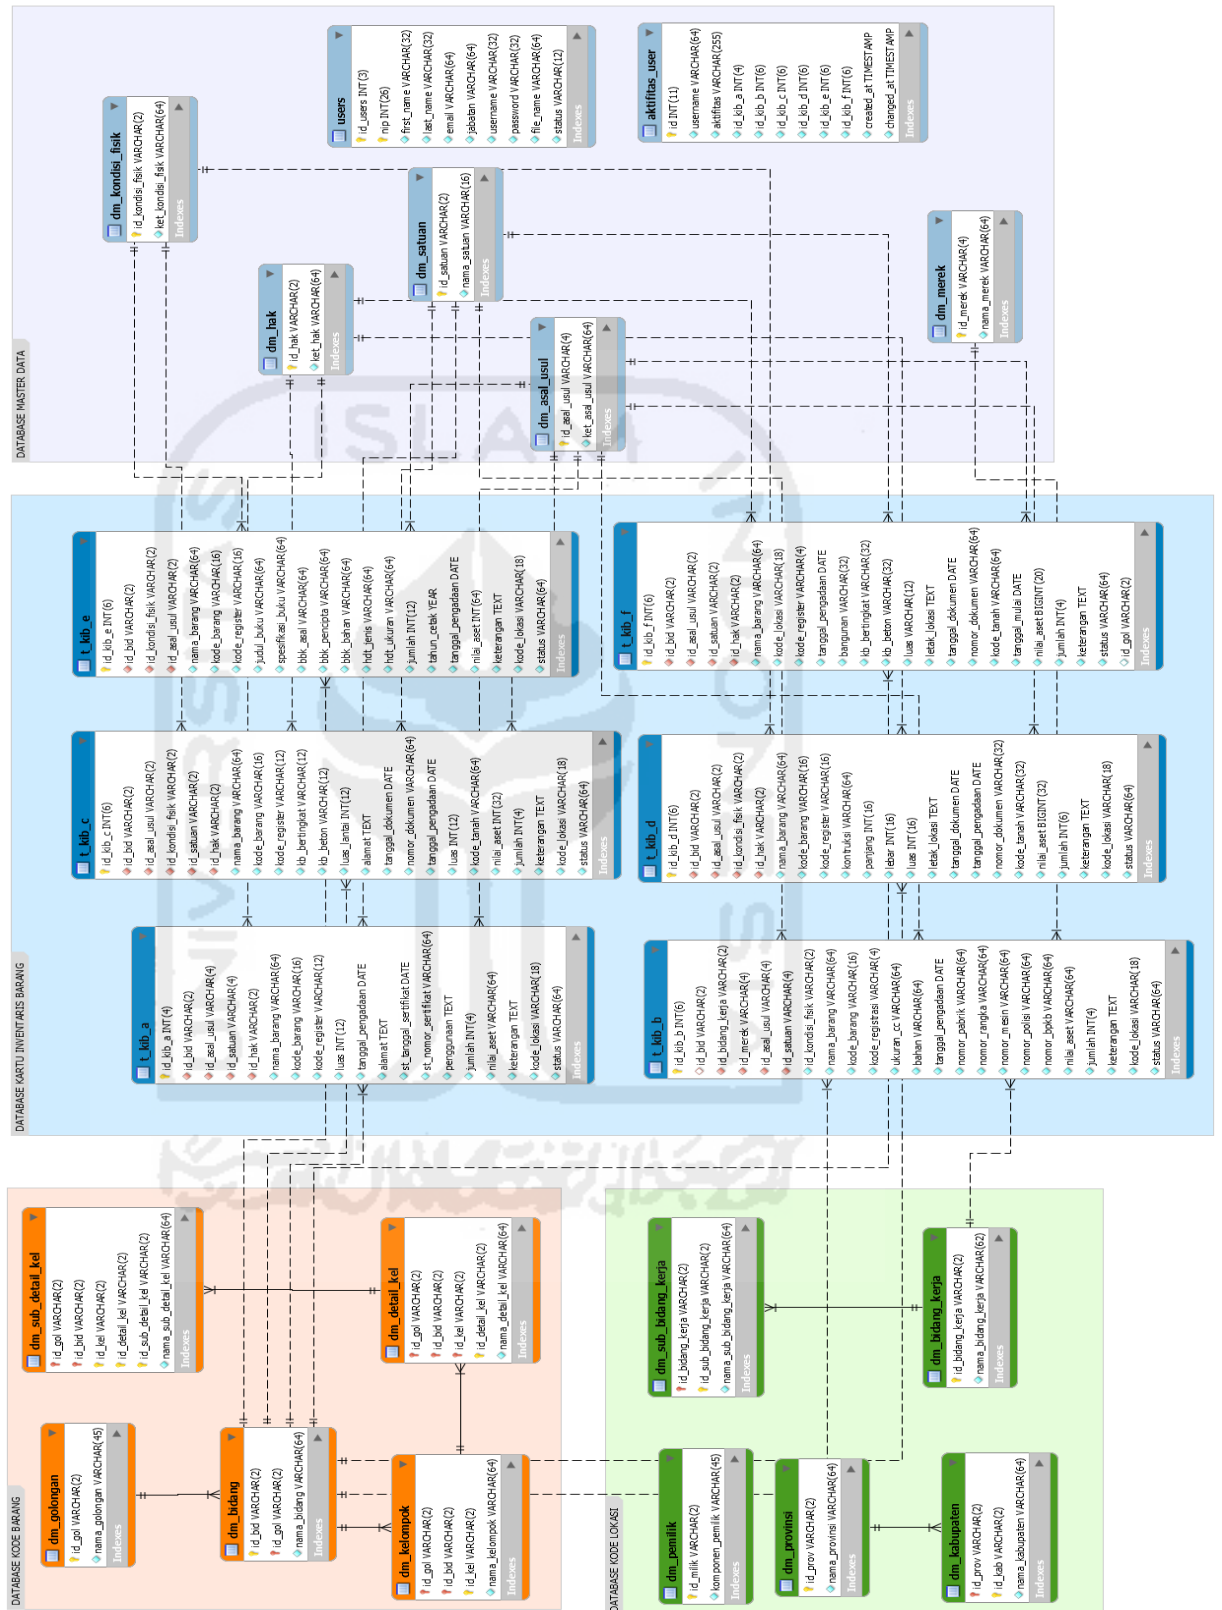 DATABASE KODE BARANG
dm_golongan
id_gol VARCHAR(2)
nama_golongan VARCHAR(45)
Indexes
dm_sub_detail_kel
id_gol VARCHAR(2)
id_bid VARCHAR(2)
id_kel VARCHAR(2)
id_detail_kel VARCHAR(2)
id_sub_detail_kel VARCHAR(2)
nama_sub_detail_kel VARCHAR(64)
Indexes
dm_bidang
id_bid VARCHAR(2)
id_gol VARCHAR(2)
nama_bidang VARCHAR(64)
Indexes
dm_kelompok
id_gol VARCHAR(2)
id_bid VARCHAR(2)
id_kel VARCHAR(2)
nama_kelompok VARCHAR(64)
Indexes
dm_detail_kel
id_gol VARCHAR(2)
id_bid VARCHAR(2)
id_kel VARCHAR(2)
id_detail_kel VARCHAR(2)
nama_detail_kel VARCHAR(64)
Indexes
DATABASE KODE LOKASI
dm_pemilik
id_milik VARCHAR(2)
komponen_pemilik VARCHAR(45)
Indexes
dm_sub_bidang_kerja
id_bidang_kerja VARCHAR(2)
id_sub_bidang_kerja VARCHAR(2)
nama_sub_bidang_kerja VARCHAR(64)
Indexes
dm_provinsi
id_prov VARCHAR(2)
nama_provinsi VARCHAR(64)
Indexes
dm_kabupaten
id_prov VARCHAR(2)
id_kab VARCHAR(2)
nama_kabupaten VARCHAR(64)
Indexes
dm_bidang_kerja
id_bidang_kerja VARCHAR(2)
nama_bidang_kerja VARCHAR(62)
Indexes
DATABASE KARTU INVENTARIS BARANG
t_kib_a
id_kib_a INT(4)
id_bid VARCHAR(2)
id_asal_usul VARCHAR(4)
id_satuan VARCHAR(4)
id_hak VARCHAR(2)
nama_barang VARCHAR(64)
kode_barang VARCHAR(16)
kode_register VARCHAR(12)
luas INT (12)
tanggal_pengadaan DATE
alamat TEXT
st_tanggal_sertifikat DATE
st_nomor_sertifikat VARCHAR(64)
penggunaan TEXT
jumlah INT(4)
nilai_aset VARCHAR(64)
keterangan TEXT
kode_lokasi VARCHAR(18)
status VARCHAR(64)
Indexes
t_kib_c
id_kib_c INT(6)
id_bid VARCHAR(2)
id_asal_usul VARCHAR(2)
id_kondisi_fisik VARCHAR(2)
id_satuan VARCHAR(2)
id_hak VARCHAR(2)
nama_barang VARCHAR(64)
kode_barang VARCHAR(16)
kode_register VARCHAR(12)
kb_bertingkat VARCHAR(12)
kb_beton VARCHAR(12)
luas_lantai INT(12)
alamat TEXT
tanggal_dokumen DATE
nomor_dokumen VARCHAR(64)
tanggal_pengadaan DATE
luas INT(12)
kode_tanah VARCHAR(64)
nilai_aset INT(32)
jumlah INT(4)
keterangan TEXT
kode_lokasi VARCHAR(18)
status VARCHAR(64)
Indexes
t_kib_e
id_kib_e INT(6)
id_bid VARCHAR(2)
id_kondisi_fisik VARCHAR(2)
id_asal_usul VARCHAR(2)
nama_barang VARCHAR(64)
kode_barang VARCHAR(16)
kode_register VARCHAR(16)
judul_buku VARCHAR(64)
spesifikasi_buku VARCHAR(64)
bbk_asal VARCHAR(64)
bbk_pencipta VARCHAR(64)
bbk_bahan VARCHAR(64)
hdt_jenis VARCHAR(64)
hdt_ukuran VARCHAR(64)
jumlah INT(12)
tahun_cetak YEAR
tanggal_pengadaan DATE
nilai_aset INT(64)
keterangan TEXT
kode_lokasi VARCHAR(18)
status VARCHAR(64)
Indexes
t_kib_b
id_kib_b INT(6)
id_bid VARCHAR(2)
id_bidang_kerja VARCHAR(2)
id_merek VARCHAR(4)
id_asal_usul VARCHAR(4)
id_satuan VARCHAR(4)
id_kondisi_fisik VARCHAR(2)
nama_barang VARCHAR(64)
kode_barang VARCHAR(16)
kode_registrasi VARCHAR(4)
ukuran_cc VARCHAR(64)
bahan VARCHAR(64)
tanggal_pengadaan DATE
nomor_pabrik VARCHAR(64)
nomor_rangka VARCHAR(64)
nomor_mesin VARCHAR(64)
nomor_polisi VARCHAR(64)
nomor_bpkb VARCHAR(64)
nilai_aset VARCHAR(64)
jumlah INT(4)
keterangan TEXT
kode_lokasi VARCHAR(18)
status VARCHAR(64)
Indexes
t_kib_d
id_kib_d INT(6)
id_bid VARCHAR(2)
id_asal_usul VARCHAR(2)
id_kondisi_fisik VARCHAR(2)
id_hak VARCHAR(2)
nama_barang VARCHAR(64)
kode_barang VARCHAR(16)
kode_register VARCHAR(16)
kontruksi VARCHAR(64)
panjang INT(16)
lebar INT(16)
luas INT(16)
letak_lokasi TEXT
tanggal_dokumen DATE
tanggal_pengadaan DATE
nomor_dokumen VARCHAR(32)
kode_tanah VARCHAR(32)
nilai_aset BIGINT(32)
jumlah INT(6)
keterangan TEXT
kode_lokasi VARCHAR(18)
status VARCHAR(64)
Indexes
t_kib_f
id_kib_f INT(6)
id_bid VARCHAR(2)
id_asal_usul VARCHAR(2)
id_satuan VARCHAR(2)
id_hak VARCHAR(2)
nama_barang VARCHAR(64)
kode_lokasi VARCHAR(18)
kode_register VARCHAR(4)
tanggal_pengadaan DATE
bangunan VARCHAR(32)
kb_bertingkat VARCHAR(32)
kb_beton VARCHAR(32)
luas VARCHAR(12)
letak_lokasi TEXT
tanggal_dokumen DATE
nomor_dokumen VARCHAR(64)
kode_tanah VARCHAR(64)
tanggal_mulai DATE
nilai_aset BIGINT(20)
jumlah INT(4)
keterangan TEXT
status VARCHAR(64)
id_gol VARCHAR(2)
Indexes
DATABASE MASTER DATA
dm_kondisi_fisik
id_kondisi_fisik VARCHAR(2)
ket_kondisi_fisik VARCHAR(64)
Indexes
dm_hak
id_hak VARCHAR(2)
ket_hak VARCHAR(64)
Indexes
users
id_users INT(3)
nip INT(26)
first_name VARCHAR(32)
last_name VARCHAR(32)
email VARCHAR(64)
jabatan VARCHAR(64)
username VARCHAR(32)
password VARCHAR(32)
file_name VARCHAR(64)
status VARCHAR(12)
Indexes
dm_satuan
id_satuan VARCHAR(2)
nama_satuan VARCHAR(16)
Indexes
dm_asal_usul
id_asal_usul VARCHAR(4)
ket_asal_usul VARCHAR(64)
Indexes
aktifitas_user
id INT(11)
username VARCHAR(64)
aktifitas VARCHAR(255)
id_kib_a INT(4)
id_kib_b INT(6)
id_kib_c INT(6)
id_kib_d INT(6)
id_kib_e INT(6)
id_kib_f INT(6)
created_at TIMESTAMP
changed_at TIMESTAMP
Indexes
dm_merek
id_merek VARCHAR(4)
nama_merek VARCHAR(64)
Indexes